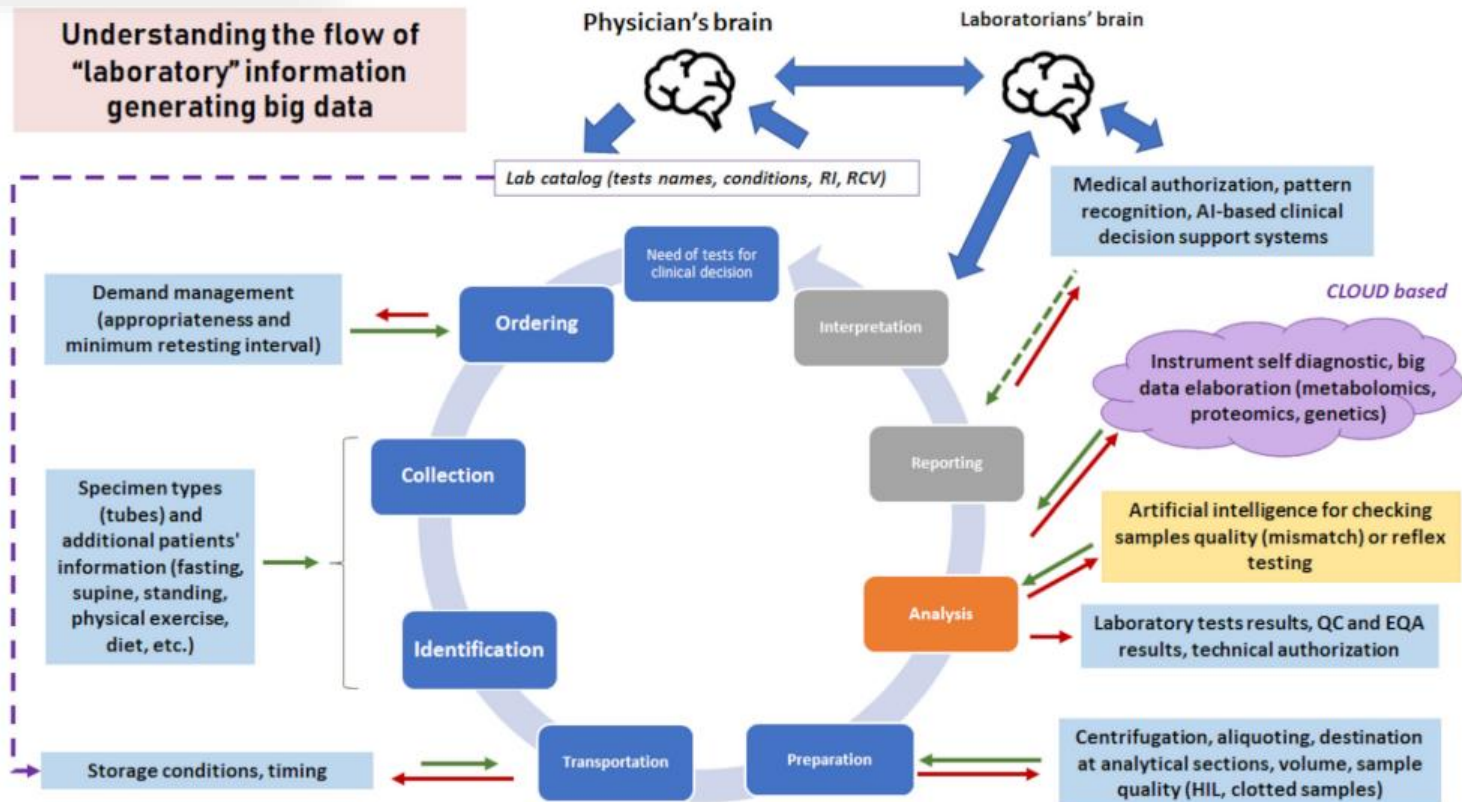 Understanding the flow of
“laboratory” information
generating big data
Physician's brain
Laboratorians' brain
Lab catalog (tests names, conditions, RI, RCV)
Medical authorization, pattern
recognition, AI-based clinical
decision support systems
Need of tests for
clinical decision
Demand management
(appropriateness and
minimum retesting interval)
Ordering
Interpretation
CLOUD based
Instrument self diagnostic, big
data elaboration (metabolomics,
proteomics, genetics)
Collection
Reporting
Specimen types
(tubes) and
additional patients'
information (fasting,
supine, standing,
physical exercise,
diet, etc.)
Artificial intelligence for checking
samples quality (mismatch) or reflex
testing
Analysis
Identification
Laboratory tests results, QC and EQA
results, technical authorization
Storage conditions, timing
Transportation
Preparation
Centrifugation, aliquoting, destination
at analytical sections, volume, sample
quality (HIL, clotted samples)